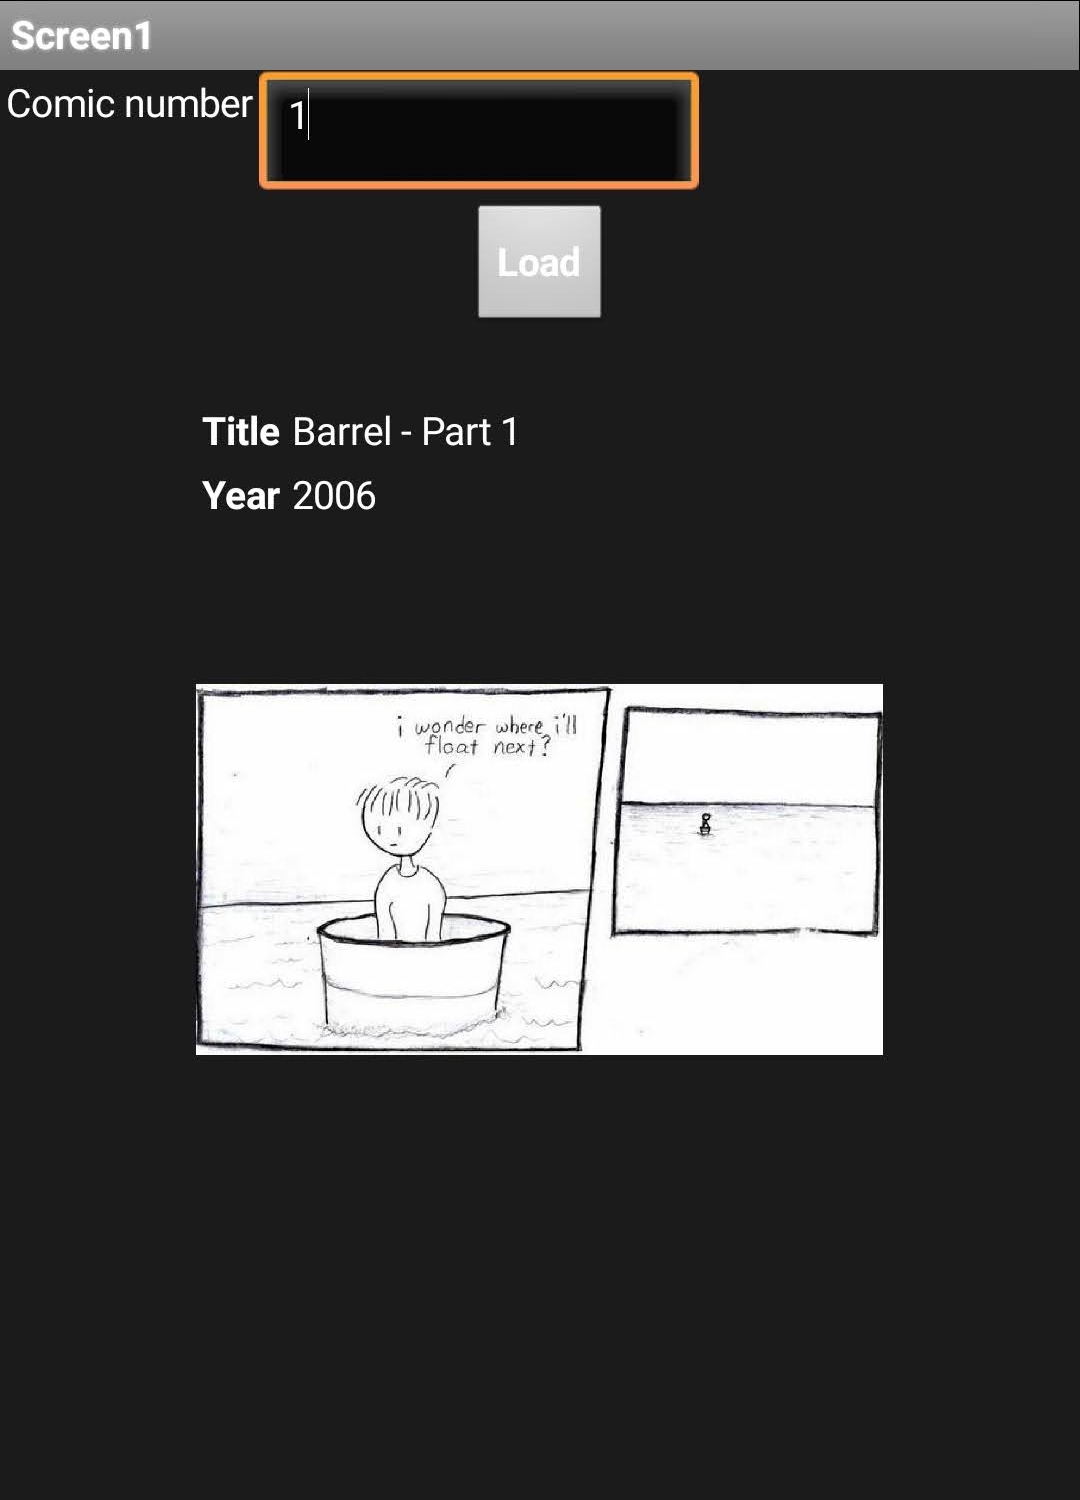 Screen1
Comic number 1
Load
Title Barrel - Part 1
Year 2006
i wonder where i'll
float next?